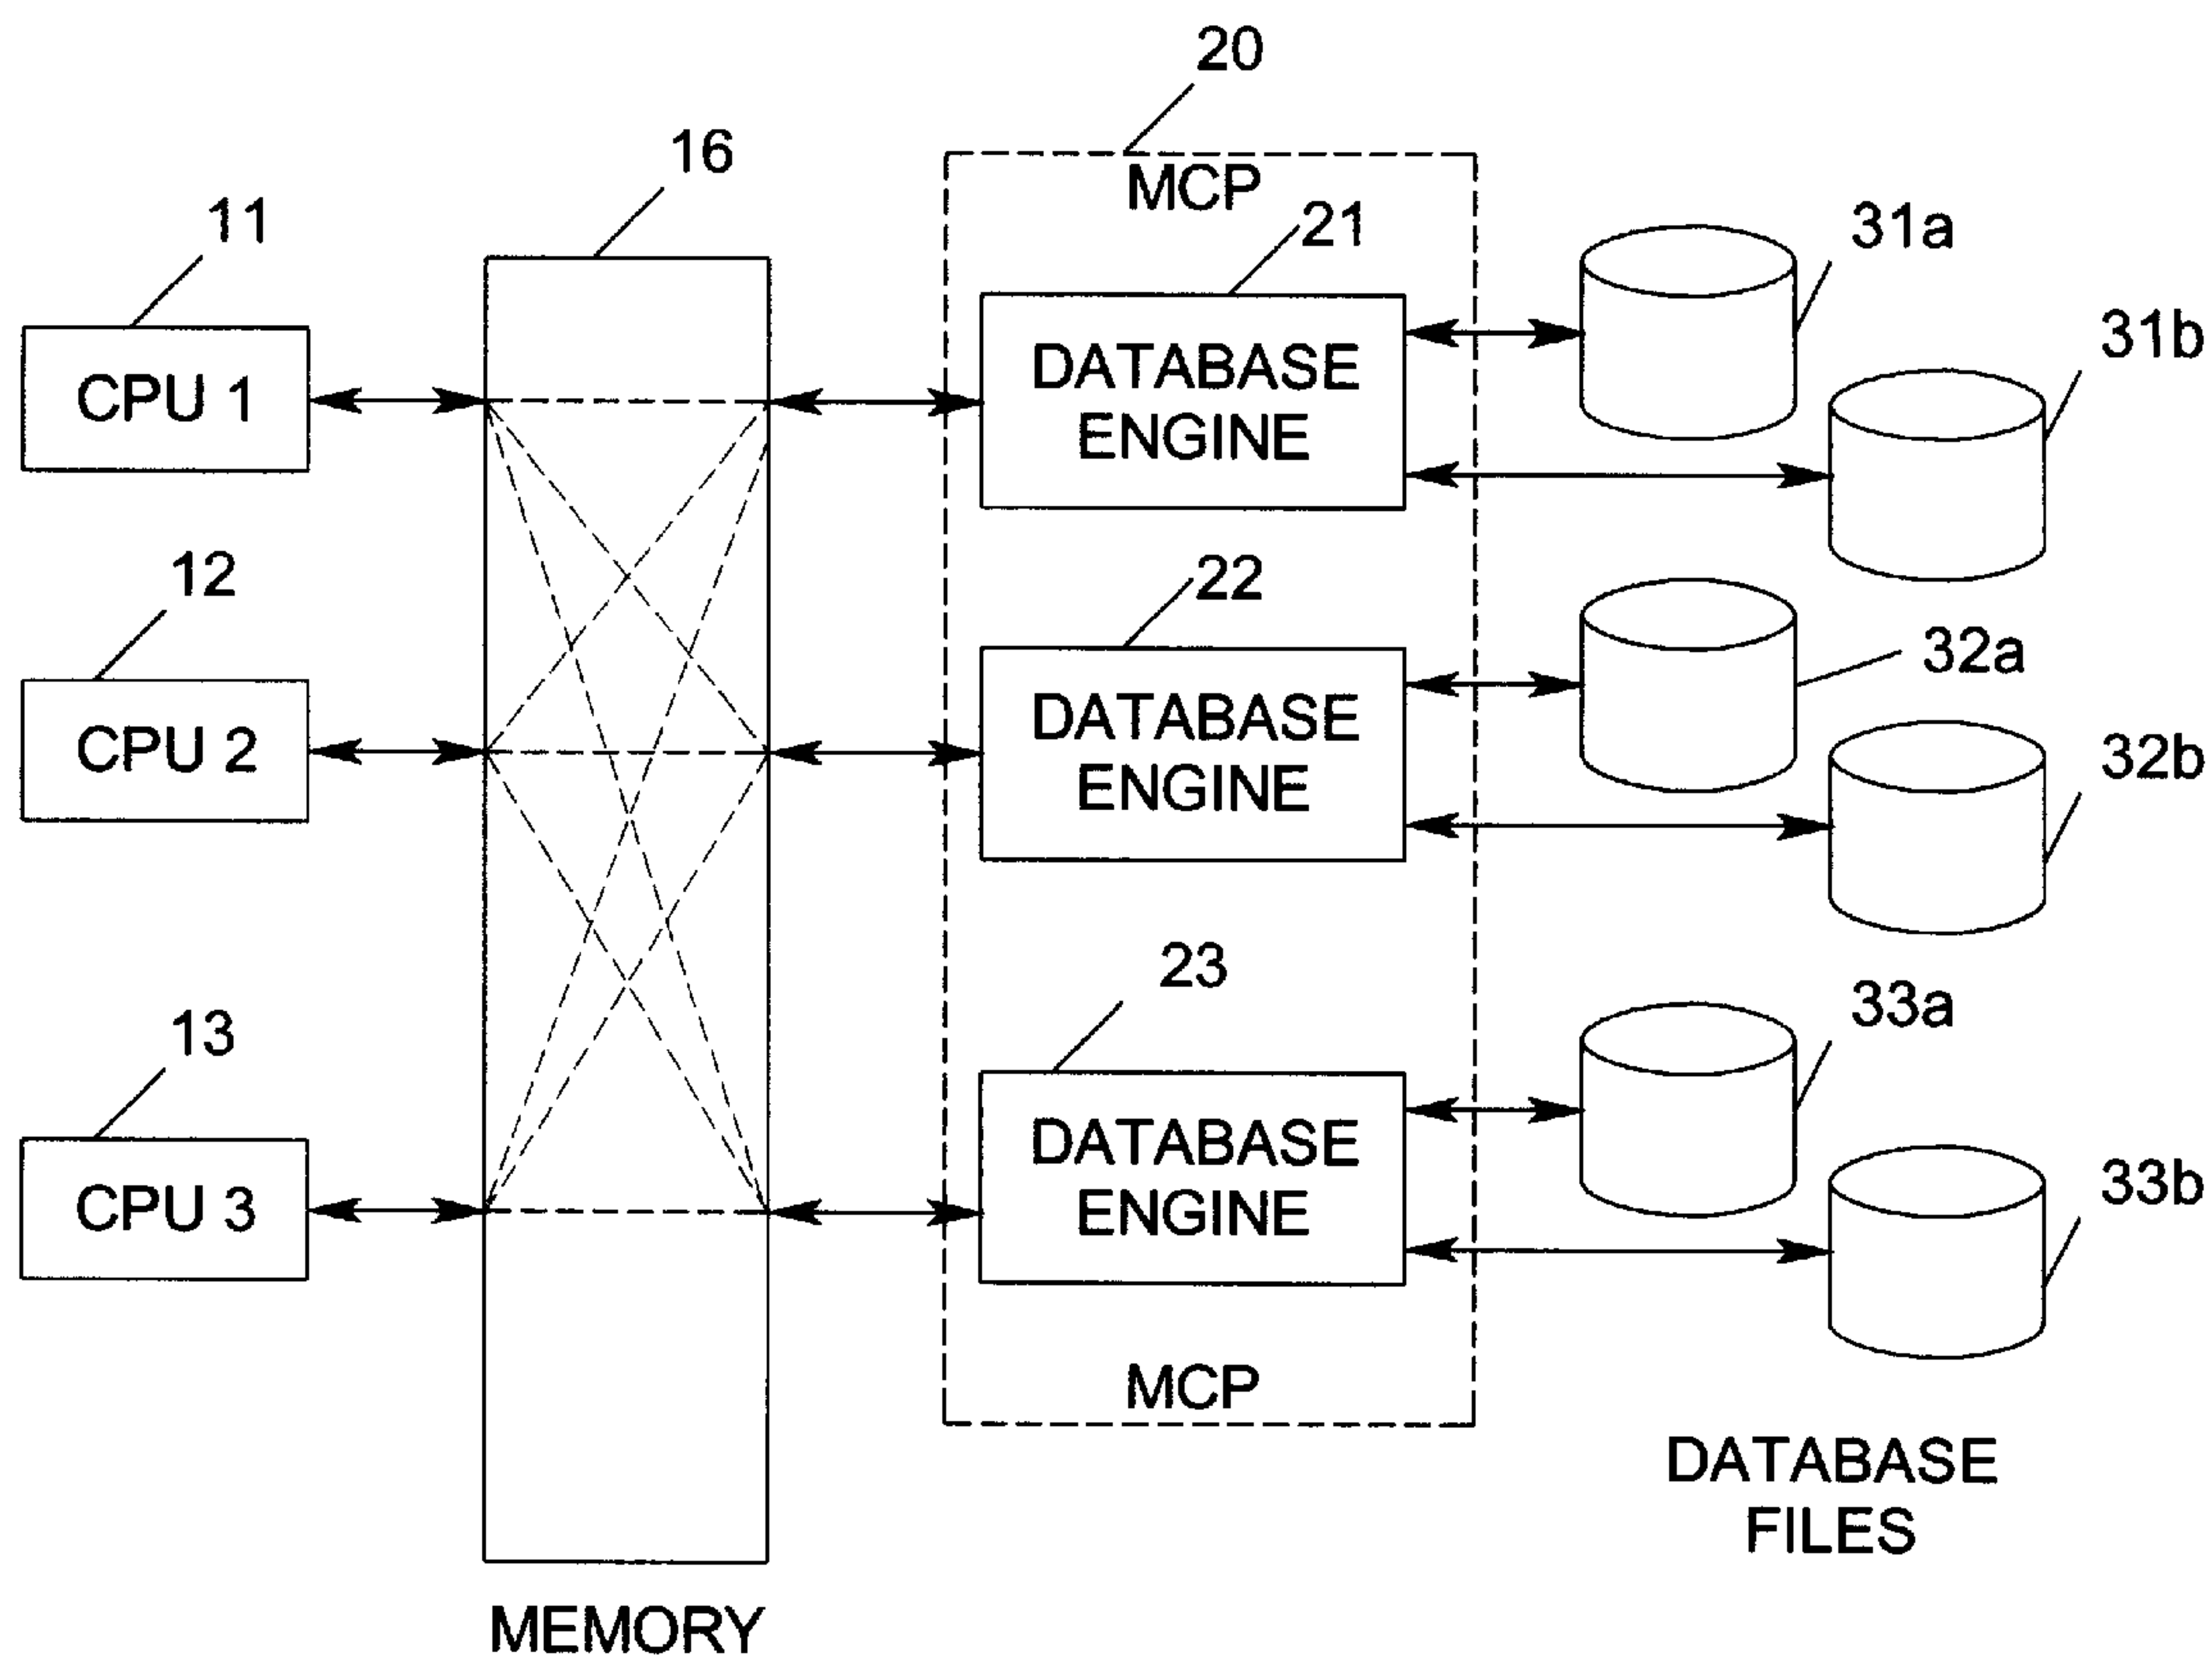 20
16
MCP
11
21
31a
31b
CPU 1
DATABASE
ENGINE
12
22
32a
CPU 2
DATABASE
ENGINE
32b
23
33a
13
DATABASE
ENGINE
33b
CPU 3
MCP
DATABASE
FILES
MEMORY